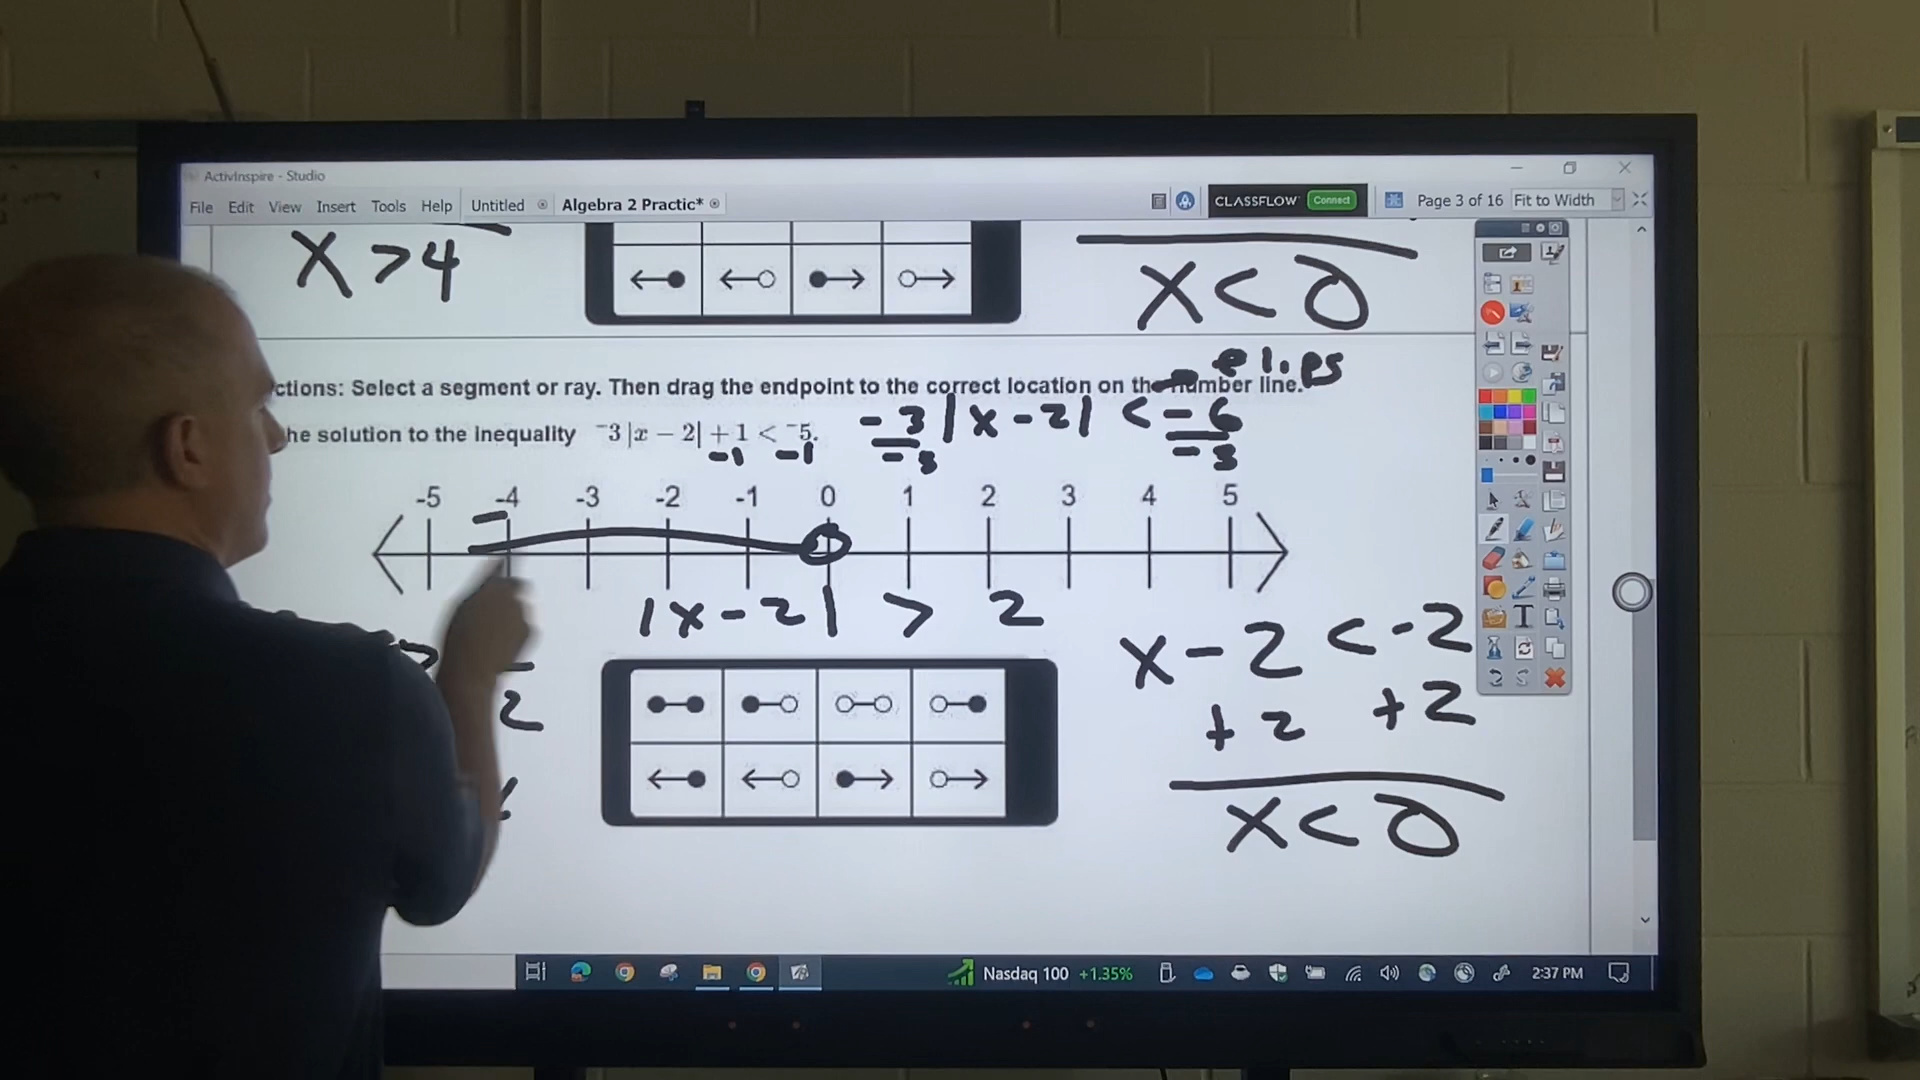 ActivInspire - Studio
File Edit View Insert Tools Help Untitled Algebra 2 Practic* CLASSFLOW Connect Page 3 of 16 Fit to Width
x > 4
x < 0
flips
ctions: Select a segment or ray. Then drag the endpoint to the correct location on the number line.
he solution to the inequality ⁻3|x − 2| + 1 < ⁻5. -3|x - 2| < -6
-1 -1 -3 -3
-5 -4 -3 -2 -1 0 1 2 3 4 5
|x - 2| > 2
x - 2 < -2
+2 +2
2
x < 0
Nasdaq 100 +1.35% 2:37 PM